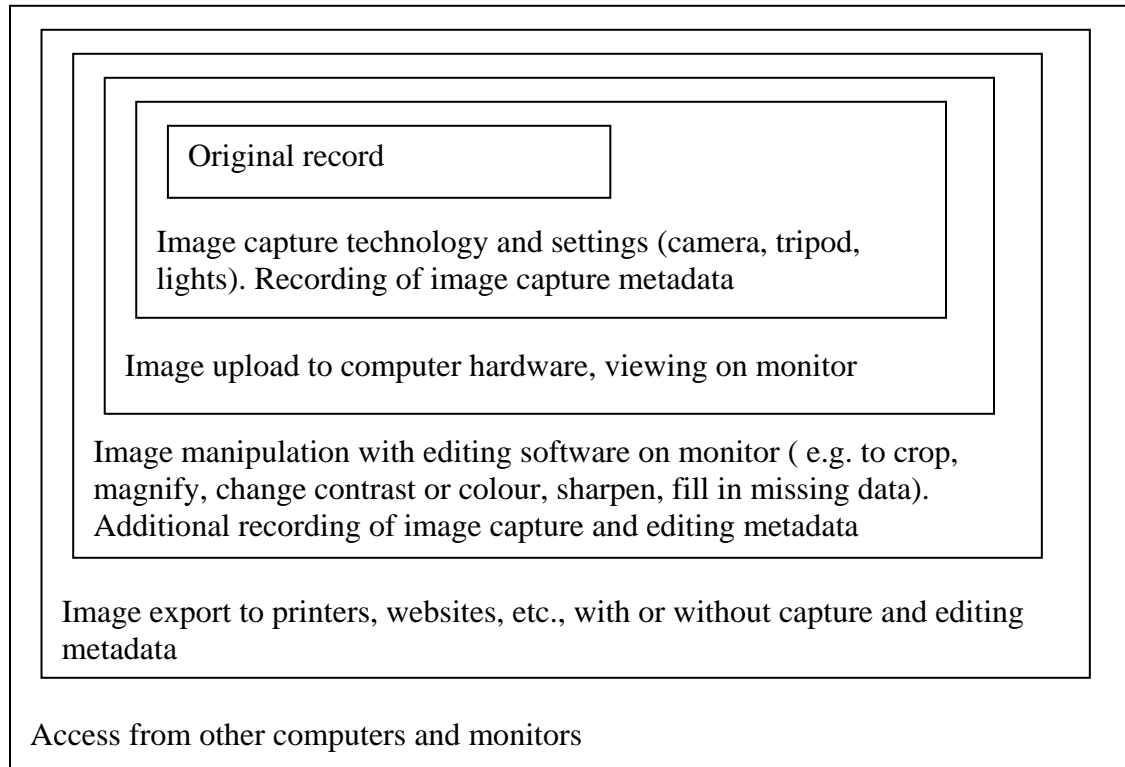 Original record
Image capture technology and settings (camera, tripod,
lights). Recording of image capture metadata
Image upload to computer hardware, viewing on monitor
Image manipulation with editing software on monitor ( e.g. to crop,
magnify, change contrast or colour, sharpen, fill in missing data).
Additional recording of image capture and editing metadata
Image export to printers, websites, etc., with or without capture and editing
metadata
Access from other computers and monitors